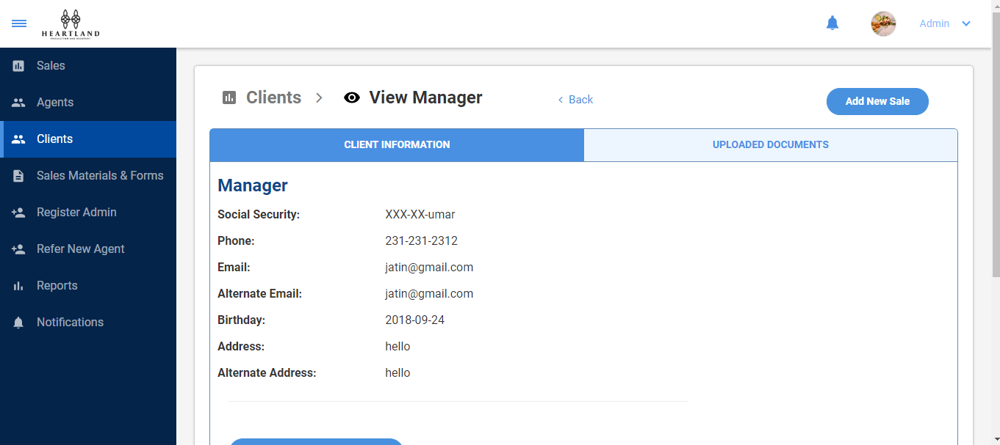 HEARTLAND
Admin
Sales
Agents
Clients
Sales Materials & Forms
Register Admin
Refer New Agent
Reports
Notifications
Clients > View Manager
< Back
Add New Sale
CLIENT INFORMATION
UPLOADED DOCUMENTS
Manager
Social Security: XXX-XX-umar
Phone: 231-231-2312
Email: jatin@gmail.com
Alternate Email: jatin@gmail.com
Birthday: 2018-09-24
Address: hello
Alternate Address: hello